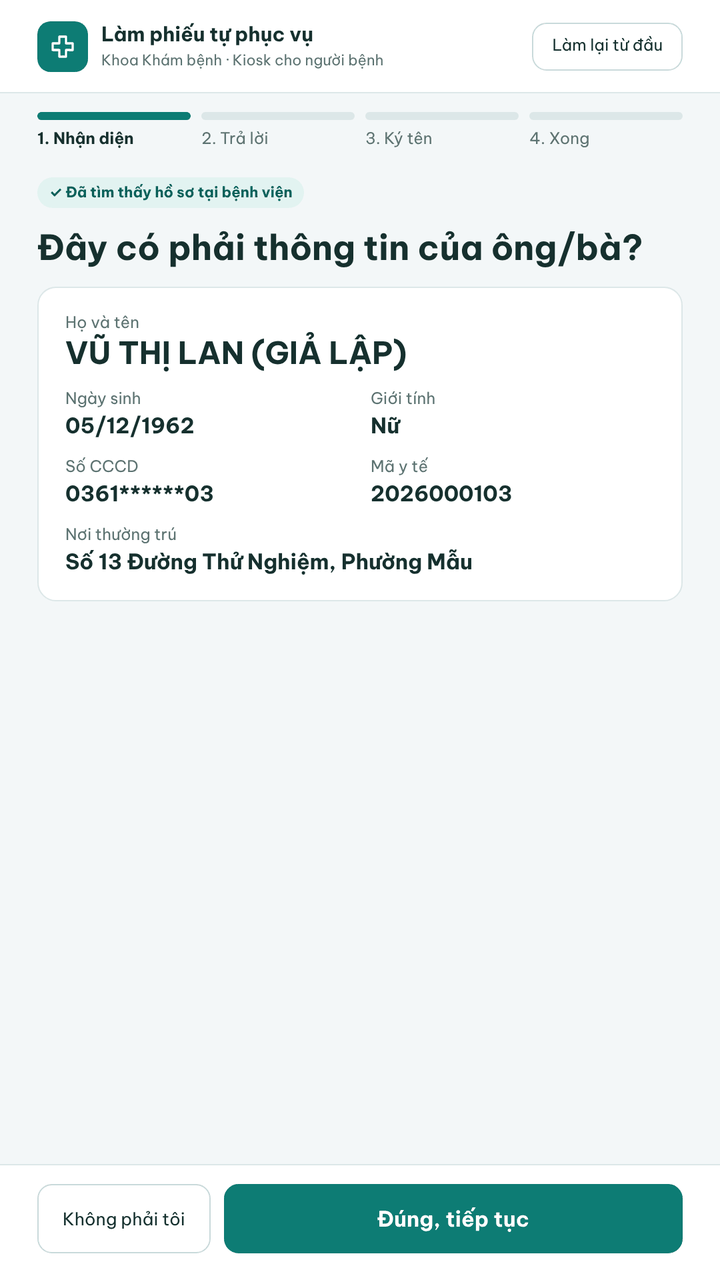 Làm phiếu tự phục vụ
Khoa Khám bệnh · Kiosk cho người bệnh
Làm lại từ đầu
1. Nhận diện
2. Trả lời
3. Ký tên
4. Xong
✓ Đã tìm thấy hồ sơ tại bệnh viện
Đây có phải thông tin của ông/bà?
Họ và tên
VŨ THỊ LAN (GIẢ LẬP)
Ngày sinh
Giới tính
05/12/1962
Nữ
Số CCCD
Mã y tế
0361******03
2026000103
Nơi thường trú
Số 13 Đường Thử Nghiệm, Phường Mẫu
Không phải tôi
Đúng, tiếp tục